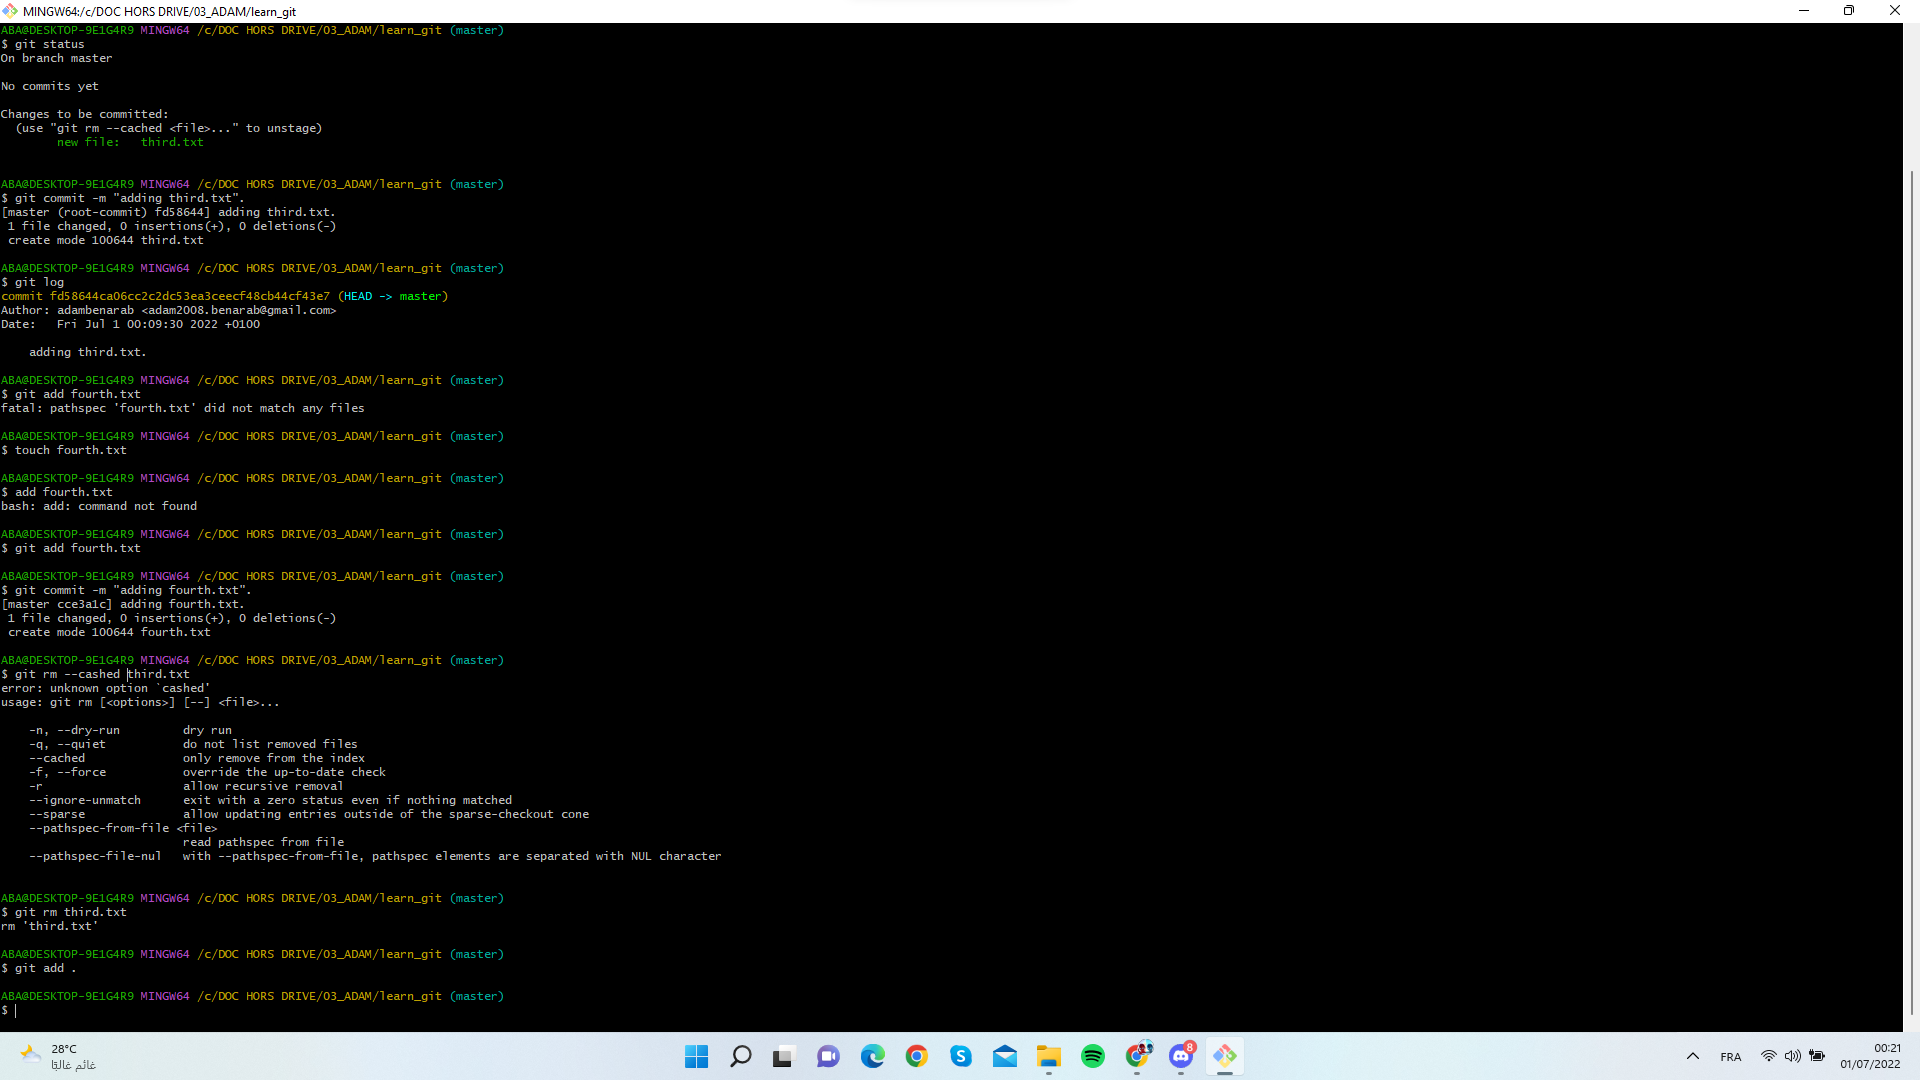 MINGW64:/c/DOC HORS DRIVE/03_ADAM/learn_git
ABA@DESKTOP-9E1G4R9 MINGW64 /c/DOC HORS DRIVE/03_ADAM/learn_git (master)
$ git status
On branch master
No commits yet
Changes to be committed:
(use "git rm --cached <file>..." to unstage)
new file:   third.txt
ABA@DESKTOP-9E1G4R9 MINGW64 /c/DOC HORS DRIVE/03_ADAM/learn_git (master)
$ git commit -m "adding third.txt".
[master (root-commit) fd58644] adding third.txt.
1 file changed, 0 insertions(+), 0 deletions(-)
create mode 100644 third.txt
ABA@DESKTOP-9E1G4R9 MINGW64 /c/DOC HORS DRIVE/03_ADAM/learn_git (master)
$ git log
commit fd58644ca06cc2c2dc53ea3ceecf48cb44cf43e7 (HEAD -> master)
Author: adambenarab <adam2008.benarab@gmail.com>
Date:   Fri Jul 1 00:09:30 2022 +0100
adding third.txt.
ABA@DESKTOP-9E1G4R9 MINGW64 /c/DOC HORS DRIVE/03_ADAM/learn_git (master)
$ git add fourth.txt
fatal: pathspec 'fourth.txt' did not match any files
ABA@DESKTOP-9E1G4R9 MINGW64 /c/DOC HORS DRIVE/03_ADAM/learn_git (master)
$ touch fourth.txt
ABA@DESKTOP-9E1G4R9 MINGW64 /c/DOC HORS DRIVE/03_ADAM/learn_git (master)
$ add fourth.txt
bash: add: command not found
ABA@DESKTOP-9E1G4R9 MINGW64 /c/DOC HORS DRIVE/03_ADAM/learn_git (master)
$ git add fourth.txt
ABA@DESKTOP-9E1G4R9 MINGW64 /c/DOC HORS DRIVE/03_ADAM/learn_git (master)
$ git commit -m "adding fourth.txt".
[master cce3a1c] adding fourth.txt.
1 file changed, 0 insertions(+), 0 deletions(-)
create mode 100644 fourth.txt
ABA@DESKTOP-9E1G4R9 MINGW64 /c/DOC HORS DRIVE/03_ADAM/learn_git (master)
$ git rm --cashed third.txt
error: unknown option `cashed'
usage: git rm [<options>] [--] <file>...
-n, --dry-run         dry run
-q, --quiet           do not list removed files
--cached              only remove from the index
-f, --force           override the up-to-date check
-r                    allow recursive removal
--ignore-unmatch      exit with a zero status even if nothing matched
--sparse              allow updating entries outside of the sparse-checkout cone
--pathspec-from-file <file>
read pathspec from file
--pathspec-file-nul   with --pathspec-from-file, pathspec elements are separated with NUL character
ABA@DESKTOP-9E1G4R9 MINGW64 /c/DOC HORS DRIVE/03_ADAM/learn_git (master)
$ git rm third.txt
rm 'third.txt'
ABA@DESKTOP-9E1G4R9 MINGW64 /c/DOC HORS DRIVE/03_ADAM/learn_git (master)
$ git add .
ABA@DESKTOP-9E1G4R9 MINGW64 /c/DOC HORS DRIVE/03_ADAM/learn_git (master)
$
28°C
غائم غالبًا
8
FRA
00:21
01/07/2022